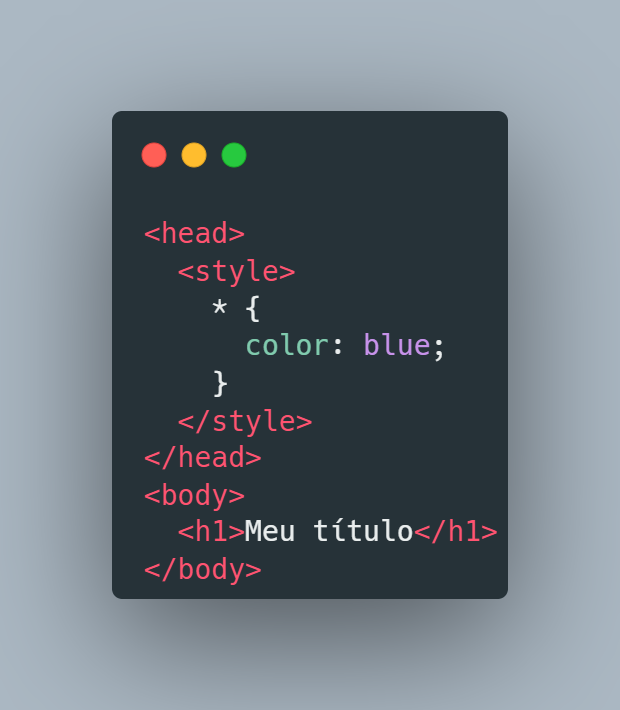 <head>
  <style>
    * {
      color: blue;
    }
  </style>
</head>
<body>
  <h1>Meu título</h1>
</body>